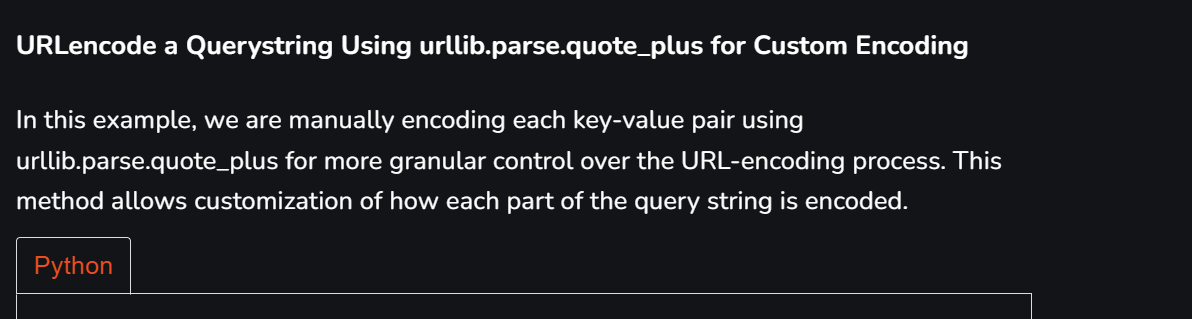 URLencode a Querystring Using urllib.parse.quote_plus for Custom Encoding
In this example, we are manually encoding each key-value pair using
urllib.parse.quote_plus for more granular control over the URL-encoding process. This
method allows customization of how each part of the query string is encoded.
Python